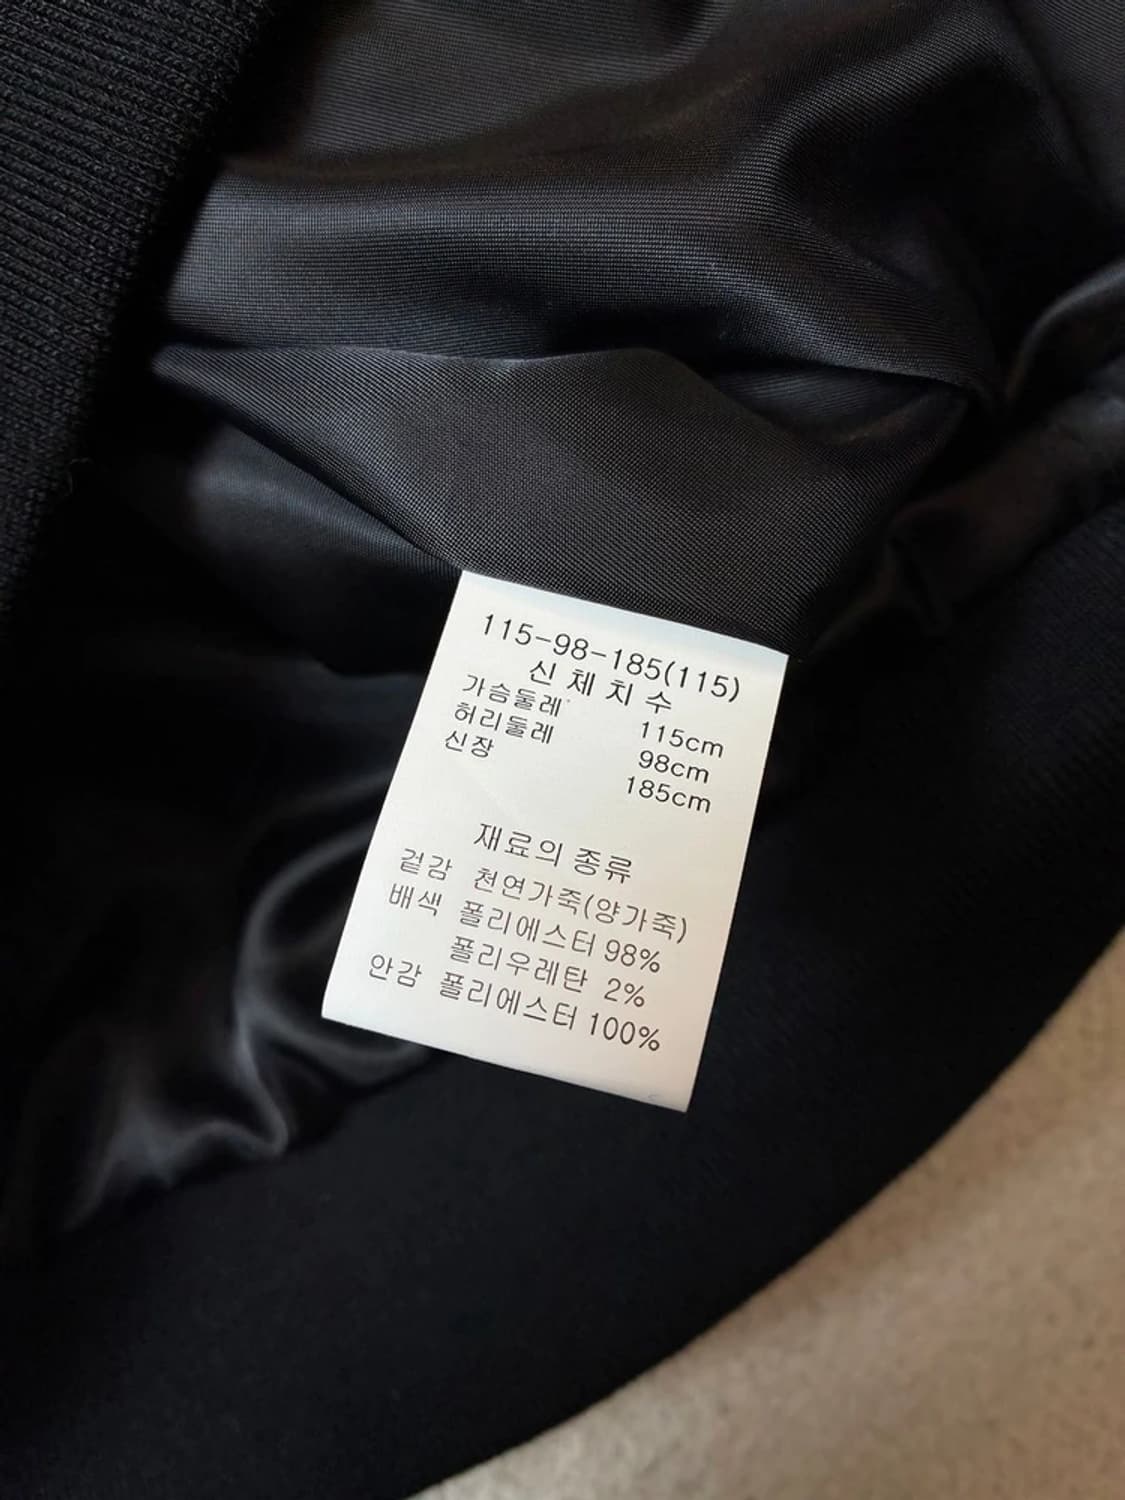 115-98-185(115)
신체치수
가슴둘레 115cm
허리둘레 98cm
신장 185cm
재료의 종류
겉감 천연가죽(양가죽)
배색 폴리에스터 98%
폴리우레탄 2%
안감 폴리에스터 100%